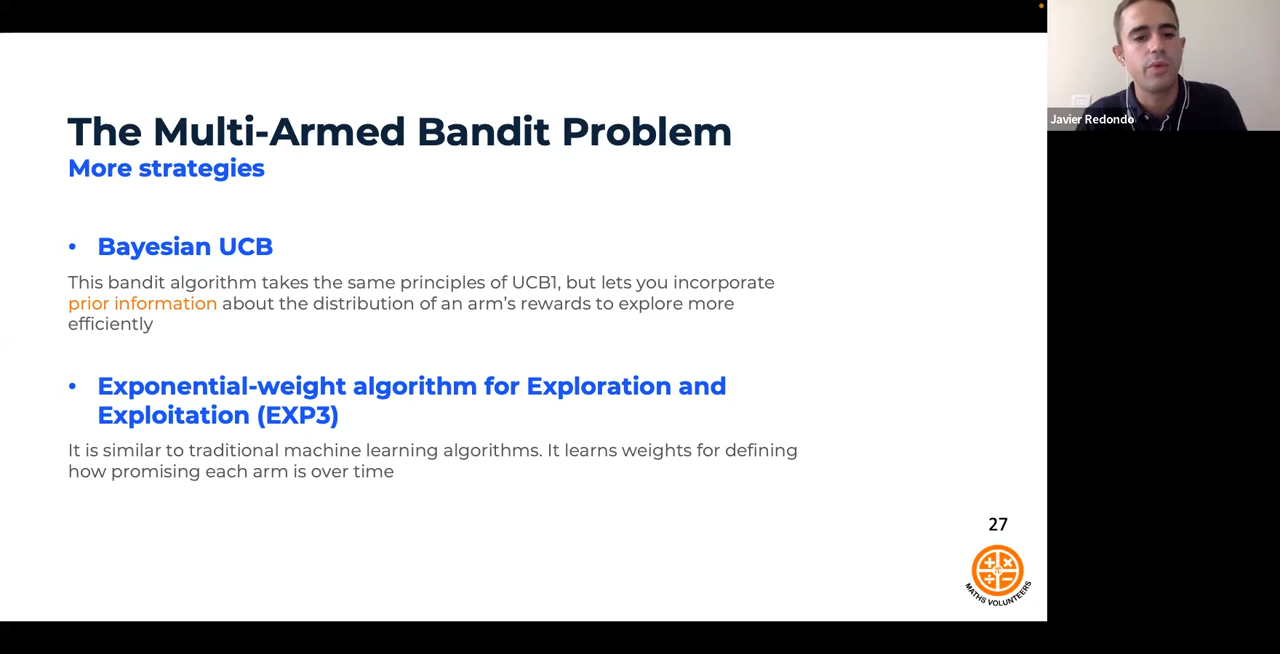 The Multi-Armed Bandit Problem
More strategies
• Bayesian UCB
This bandit algorithm takes the same principles of UCB1, but lets you incorporate
prior information about the distribution of an arm's rewards to explore more
efficiently
• Exponential-weight algorithm for Exploration and
Exploitation (EXP3)
It is similar to traditional machine learning algorithms. It learns weights for defining
how promising each arm is over time
27
MATHS VOLUNTEERS
Javier Redondo